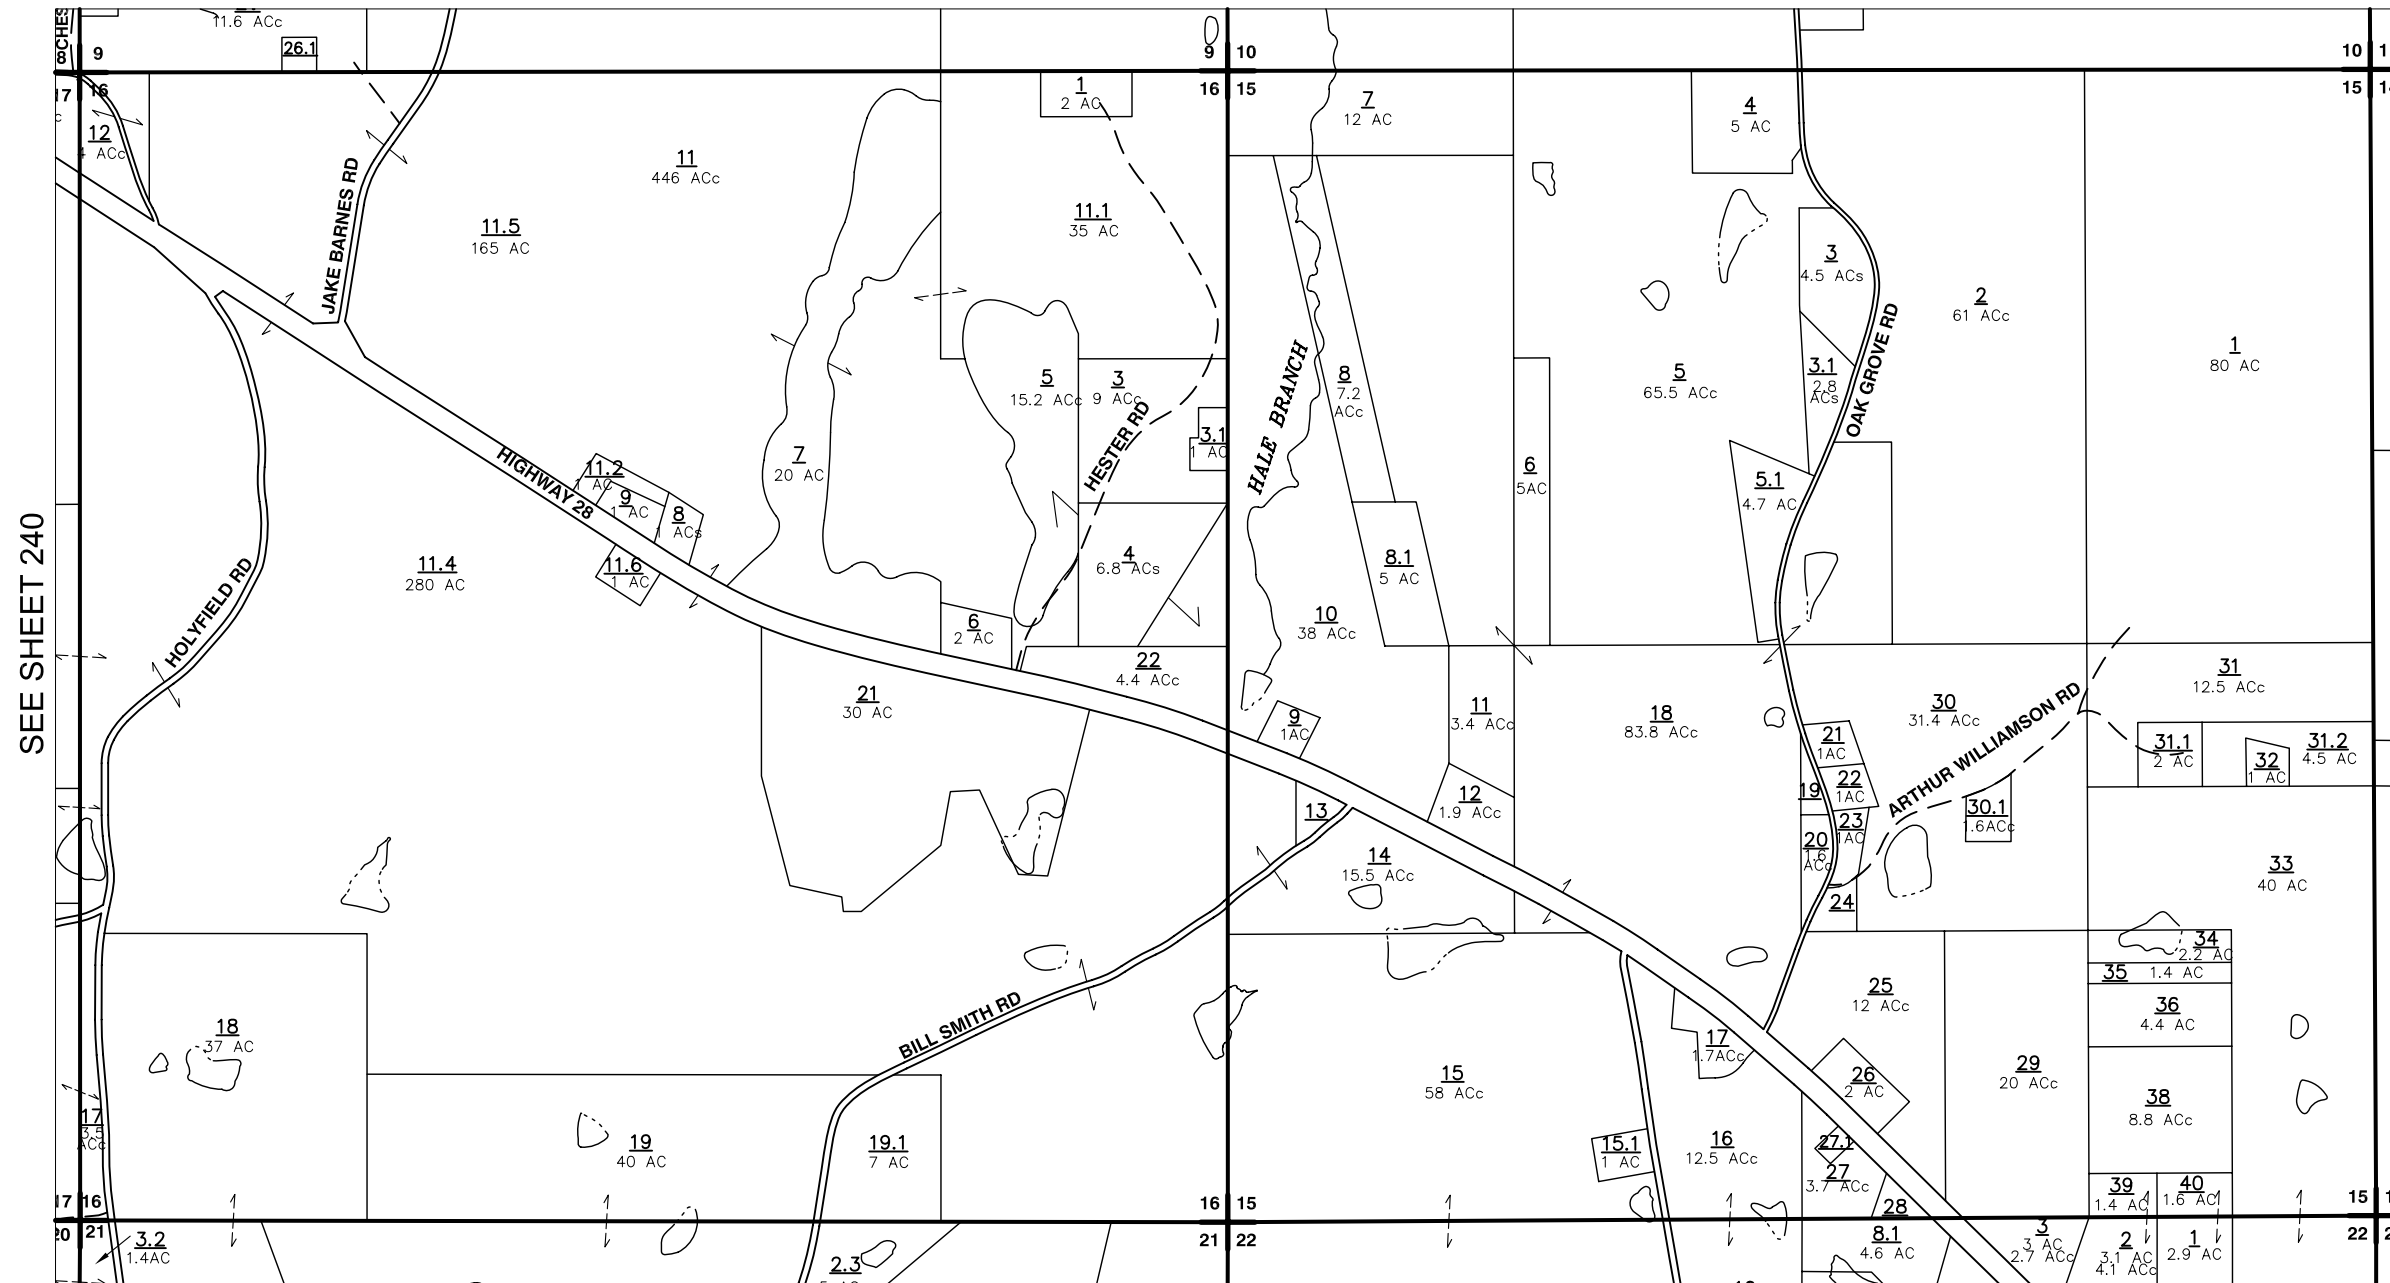 11.6 ACc
26.1
8
9
9
10
10
17
16
16
15
15
12
4 ACc
JAKE BARNES RD
11
446 ACc
11.5
165 AC
1
2 AC
11.1
35 AC
7
12 AC
4
5 AC
3
4.5 ACs
2
61 ACc
1
80 AC
OAK GROVE RD
3.1
2.8
ACs
5
65.5 ACc
8
7.2
ACc
HALE BRANCH
5
15.2 ACc
3
9 ACc
HESTER RD
3.1
1 AC
7
20 AC
6
5AC
5.1
4.7 AC
HIGHWAY 28
11.2
1 AC
9
1 AC
8
1 ACs
11.6
1 AC
SEE SHEET 240
HOLYFIELD RD
11.4
280 AC
4
6.8 ACs
8.1
5 AC
10
38 ACc
6
2 AC
22
4.4 ACc
21
30 AC
9
1AC
11
3.4 ACc
18
83.8 ACc
30
31.4 ACc
ARTHUR WILLIAMSON RD
31
12.5 ACc
31.1
2 AC
31.2
4.5 AC
32
1 AC
21
1AC
22
1AC
19
23
1AC
20
1.6
ACc
24
30.1
1.6ACc
12
1.9 ACc
13
14
15.5 ACc
33
40 AC
34
2.2 AC
35
1.4 AC
36
4.4 AC
25
12 ACc
BILL SMITH RD
18
37 AC
17
3.5
ACc
17
1.7ACc
15
58 ACc
26
2 AC
29
20 ACc
38
8.8 ACc
19
40 AC
19.1
7 AC
15.1
1 AC
16
12.5 ACc
27.1
27
3.7 ACc
28
39
1.4 AC
40
1.6 AC
17
16
16
15
15
20
21
21
22
22
3.2
1.4AC
2.3
8.1
4.6 AC
3
3 AC
2.7 ACc
2
3.1 AC
4.1 ACc
1
2.9 AC